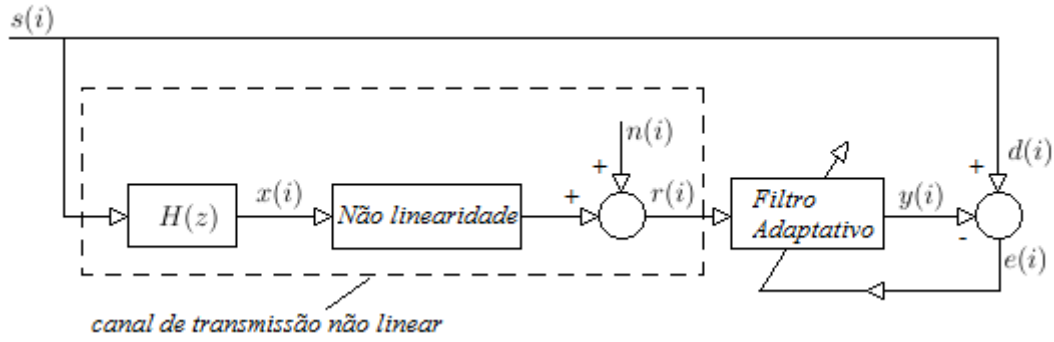 s(i)
n(i)
+
d(i)
+
H(z)
x(i)
Não linearidade
+
r(i)
Filtro
Adaptativo
y(i)
-
e(i)
canal de transmissão não linear